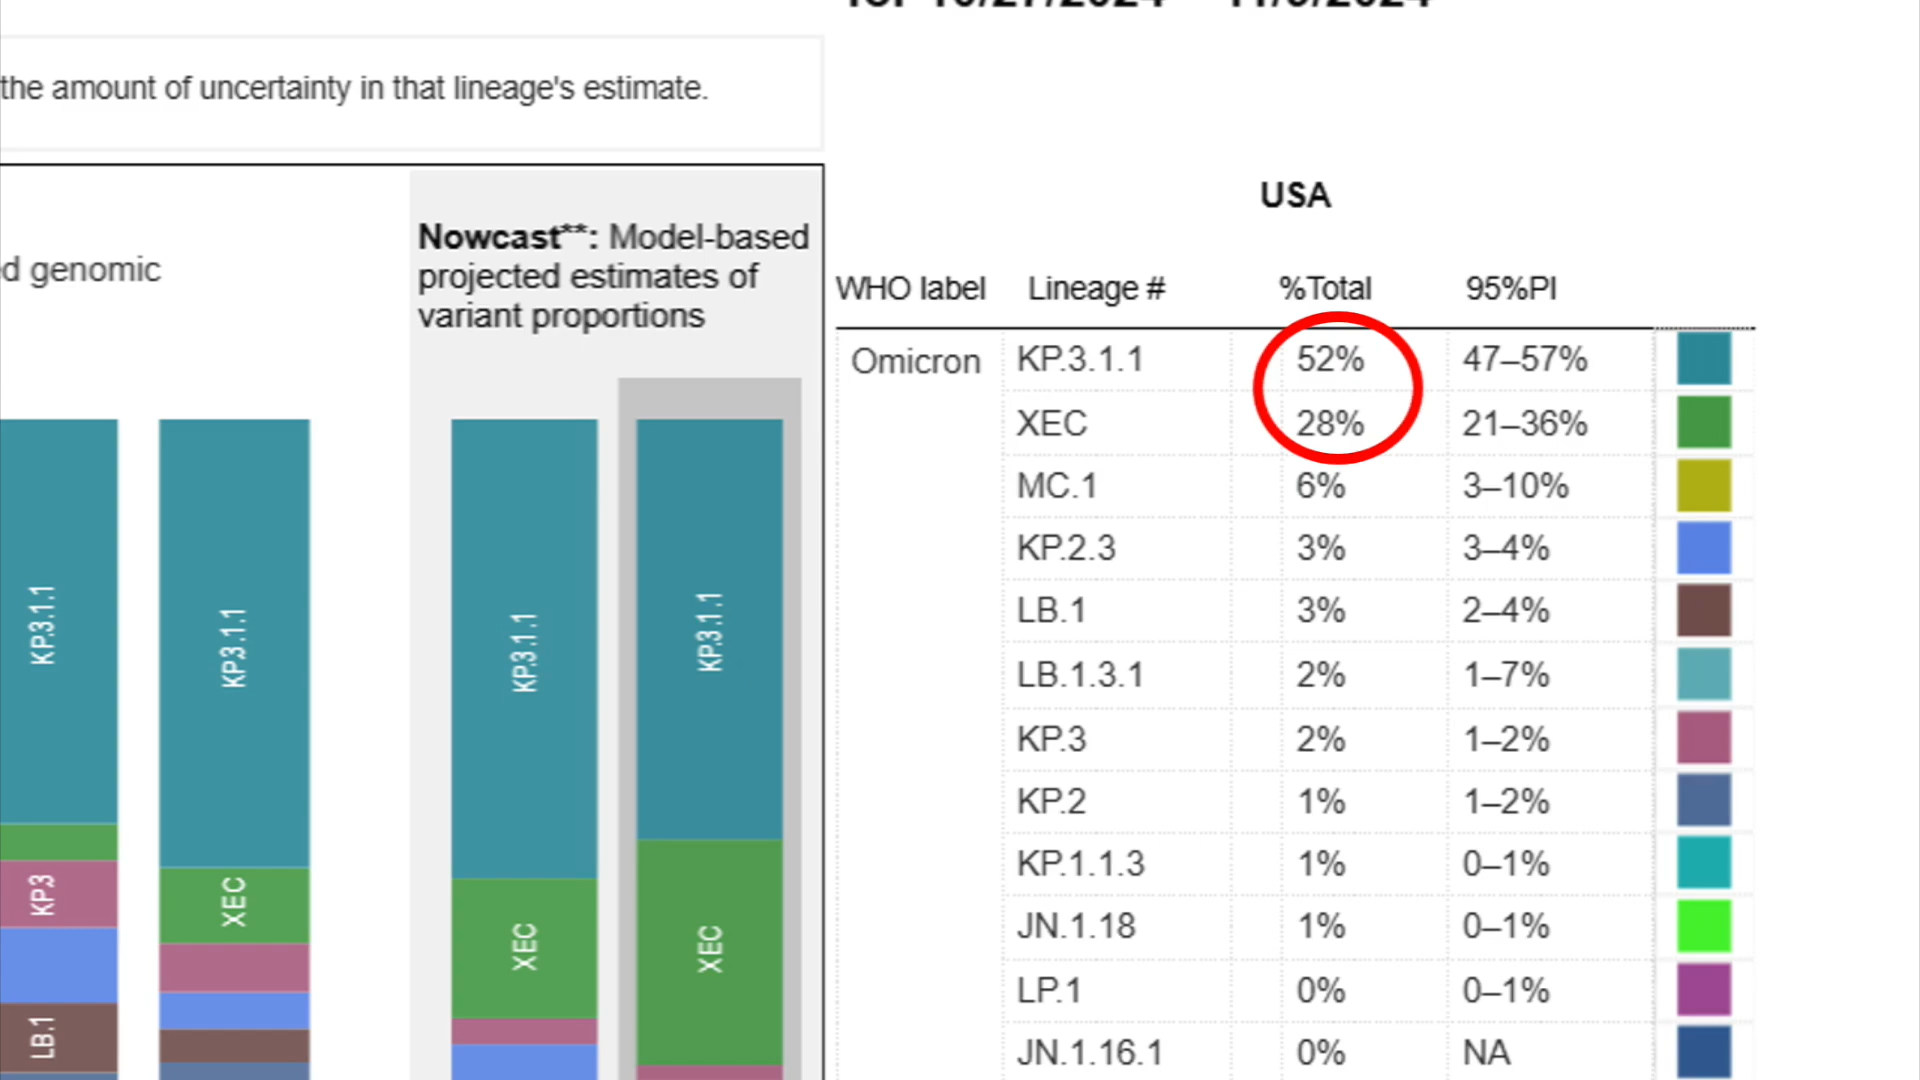 the amount of uncertainty in that lineage's estimate.
d genomic
Nowcast**: Model-based
projected estimates of
variant proportions
KP.3.1.1
KP.3
LB.1
KP.3.1.1
XEC
KP.3.1.1
XEC
KP.3.1.1
XEC
USA
WHO label Lineage # %Total 95%PI
Omicron KP.3.1.1 52% 47–57%
XEC 28% 21–36%
MC.1 6% 3–10%
KP.2.3 3% 3–4%
LB.1 3% 2–4%
LB.1.3.1 2% 1–7%
KP.3 2% 1–2%
KP.2 1% 1–2%
KP.1.1.3 1% 0–1%
JN.1.18 1% 0–1%
LP.1 0% 0–1%
JN.1.16.1 0% NA